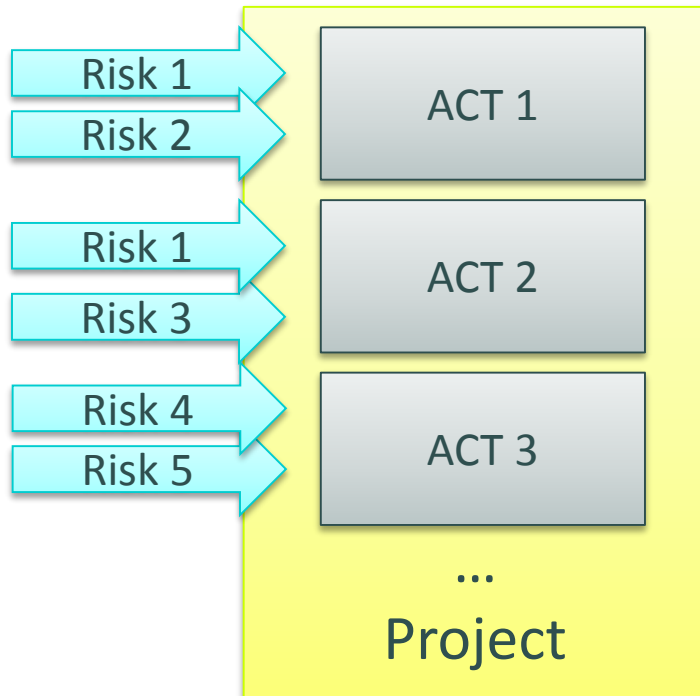 Risk 1
Risk 2
ACT 1
Risk 1
Risk 3
ACT 2
Risk 4
Risk 5
ACT 3
...
Project